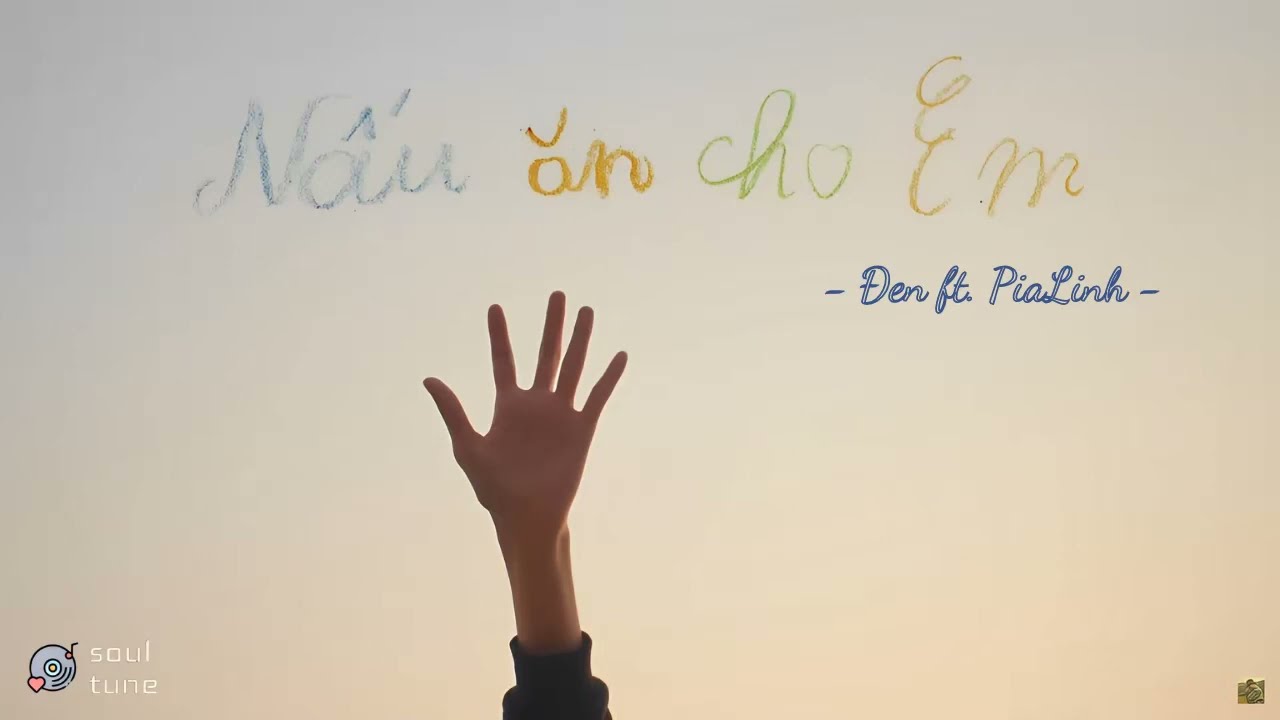 Nấu ăn cho Em
- Đen ft. PiaLinh -
soul
tune